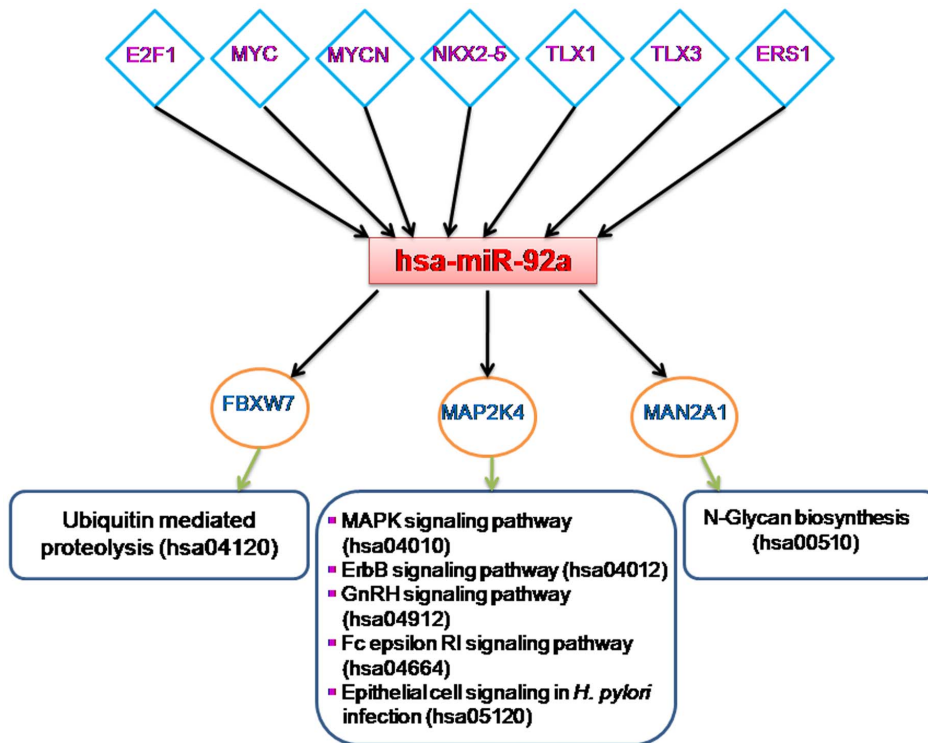 E2F1
MYC
MYCN
NKX2-5
TLX1
TLX3
ERS1
hsa-miR-92a
FBXW7
MAP2K4
MAN2A1
Ubiquitin mediated
proteolysis (hsa04120)
MAPK signaling pathway
(hsa04010)
ErbB signaling pathway (hsa04012)
GnRH signaling pathway
(hsa04912)
Fc epsilon RI signaling pathway
(hsa04664)
Epithelial cell signaling in H. pylori
infection (hsa05120)
N-Glycan biosynthesis
(hsa00510)